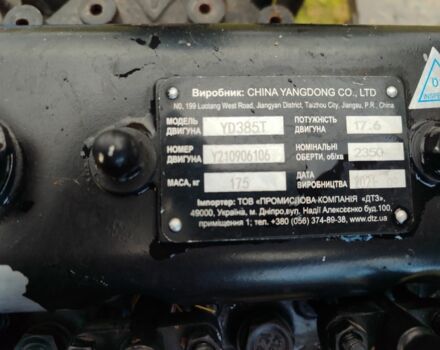 Виробник: CHINA YANGDONG CO., LTD
NO, 199 Luotang West Road, Jiangyan District, Taizhou City, Jiangsu, P.R., China
МОДЕЛЬ ДВИГУНА YD385T
ПОТУЖНІСТЬ ДВИГУНА 17.6
НОМЕР ДВИГУНА Y210906106
НОМІНАЛЬНІ ОБЕРТИ, об/хв 2350
МАСА, кг 175
ДАТА ВИРОБНИЦТВА
Імпортер: ТОВ «ПРОМИСЛОВА-КОМПАНІЯ «ДТЗ»,
49000, Україна, м. Дніпро,вул. Надії Алексєєнко буд.100,
приміщення 1; тел.+380 (056) 374-89-38, www.dtz.ua